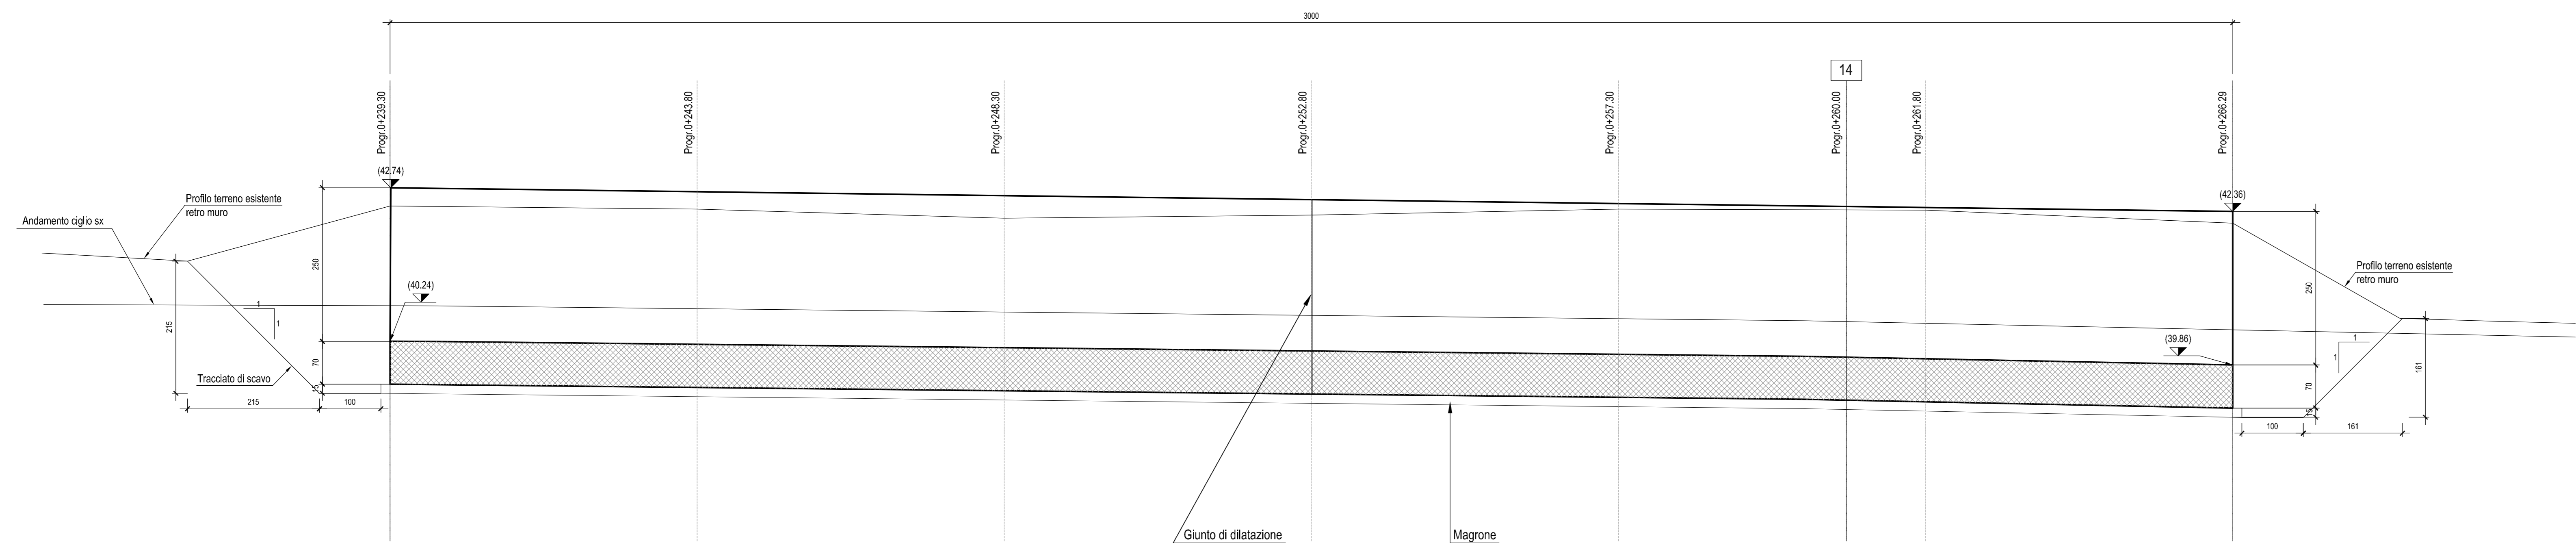 3000
14
Progr.0+239.30
Progr.0+243.80
Progr.0+248.30
Progr.0+252.80
Progr.0+257.30
Progr.0+260.00
Progr.0+261.80
Progr.0+266.29
(42.74)
(42.36)
Profilo terreno esistente
retro muro
Andamento ciglio sx
250
(40.24)
Profilo terreno esistente
retro muro
250
1
1
215
(39.86)
1
1
70
161
Tracciato di scavo
15
70
215
100
15
100
161
Giunto di dilatazione
Magrone